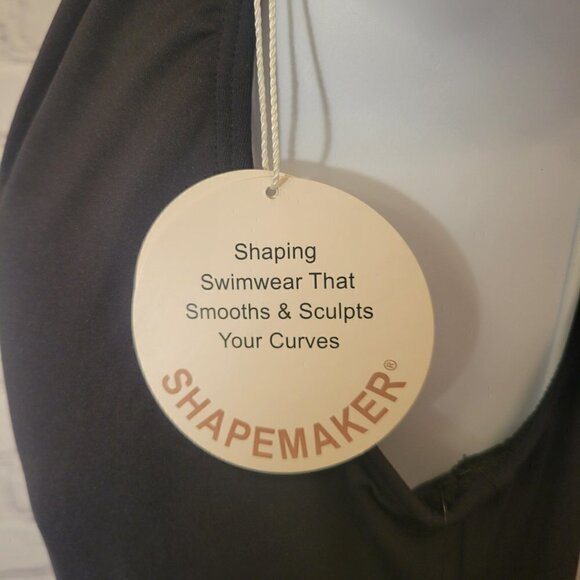 Shaping
Swimwear That
Smooths & Sculpts
Your Curves
SHAPEMAKER®